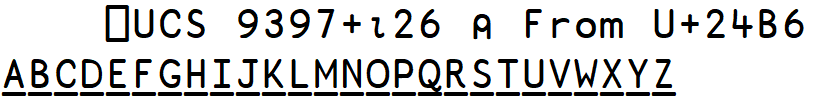 ⎕UCS 9397+⍳26 ⍝ From U+24B6
ⒶⒷⒸⒹⒺⒻⒼⒽⒾⒿⓀⓁⓂⓃⓄⓅⓆⓇⓈⓉⓊⓋⓌⓍⓎⓏ